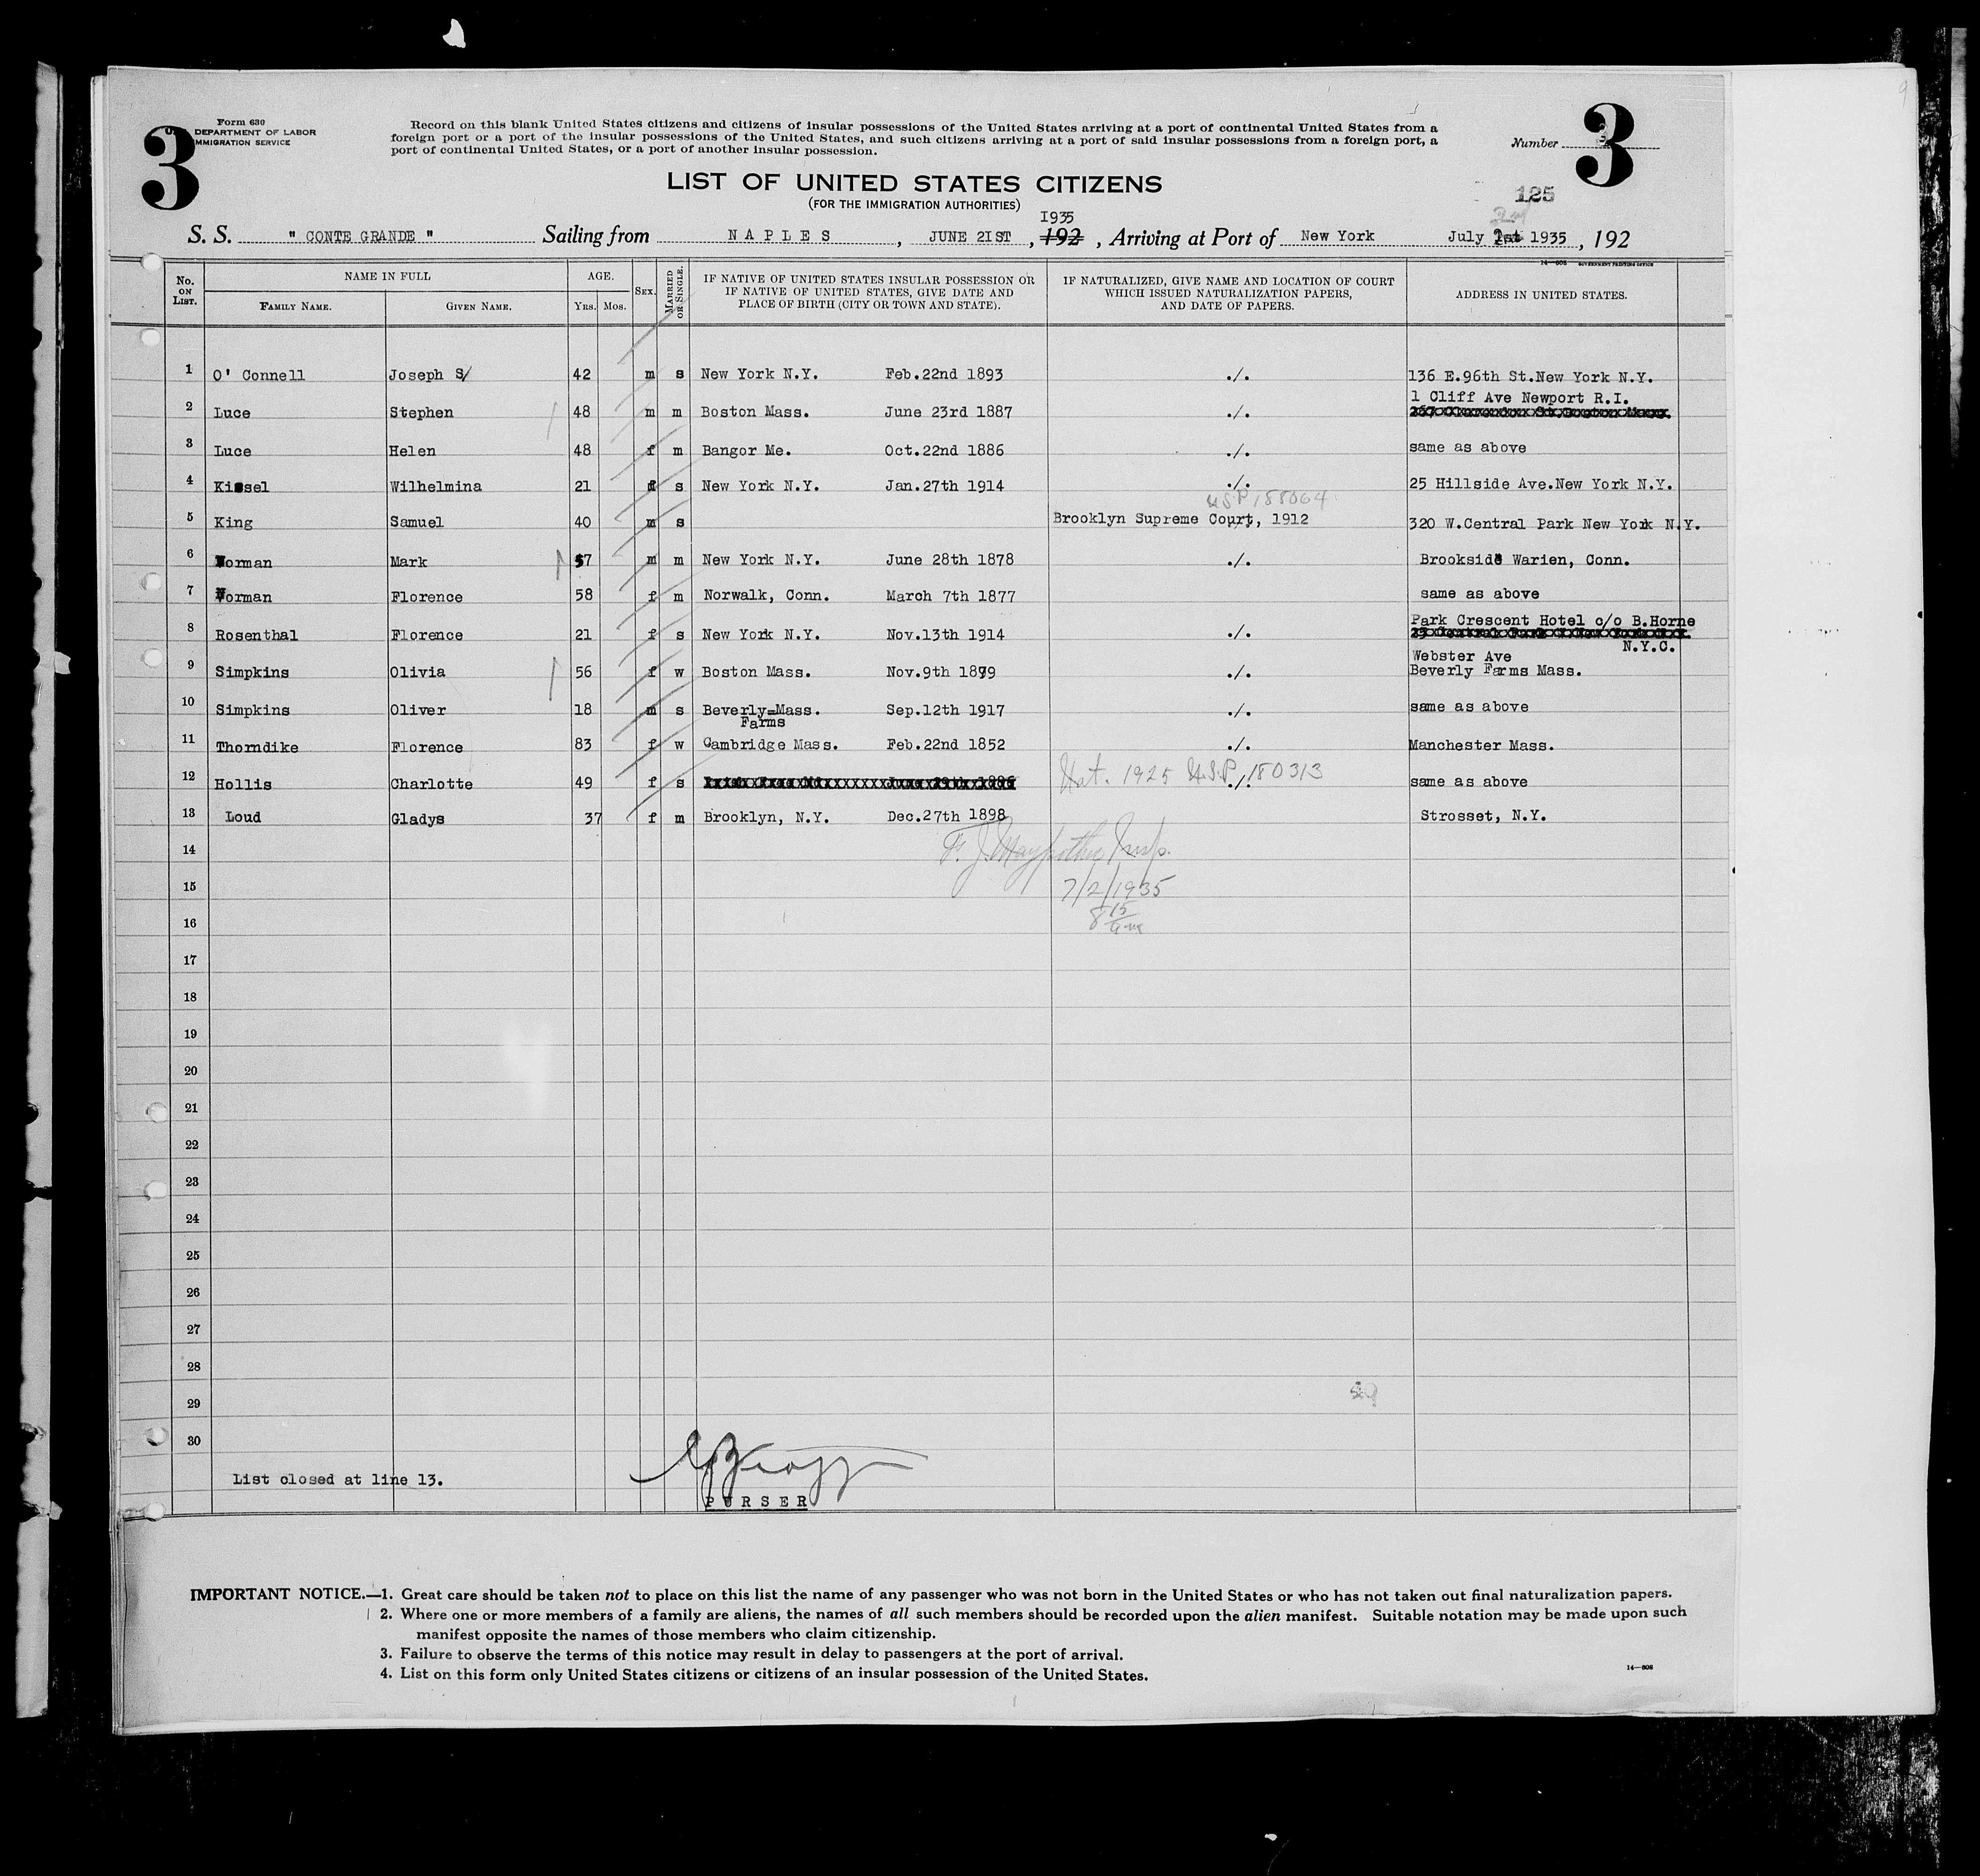 3
Form 630
DEPARTMENT OF LABOR
IMMIGRATION SERVICE
Record on this blank United States citizens and citizens of insular possessions of the United States arriving at a port of continental United States from a
foreign port or a port of the insular possessions of the United States, and such citizens arriving at a port of said insular possessions from a foreign port, a
port of continental United States, or a port of another insular possession.
Number 3
3
LIST OF UNITED STATES CITIZENS
(FOR THE IMMIGRATION AUTHORITIES)
125
1935
S. S. " CONTE GRANDE " Sailing from NAPLES, JUNE 21ST, 192, Arriving at Port of New York July 1935, 192
14—608 GOVERNMENT PRINTING OFFICE
No. ON LIST. NAME IN FULL FAMILY NAME. GIVEN NAME. AGE. YRS. MOS. SEX. MARRIED OR SINGLE. IF NATIVE OF UNITED STATES INSULAR POSSESSION OR IF NATIVE OF UNITED STATES, GIVE DATE AND PLACE OF BIRTH (CITY OR TOWN AND STATE). IF NATURALIZED, GIVE NAME AND LOCATION OF COURT WHICH ISSUED NATURALIZATION PAPERS, AND DATE OF PAPERS. ADDRESS IN UNITED STATES.
1 O' Connell Joseph S/ 42 m s New York N.Y. Feb.22nd 1893 ./. 136 E.96th St.New York N.Y.
1 Cliff Ave Newport R.I.
2 Luce Stephen 48 m m Boston Mass. June 23rd 1887 ./.
3 Luce Helen 48 f m Bangor Me. Oct.22nd 1886 ./. same as above
4 Kissel Wilhelmina 21 f s New York N.Y. Jan.27th 1914 ./. 25 Hillside Ave.New York N.Y.
U.S.P. 188064
5 King Samuel 40 m s Brooklyn Supreme Court, 1912 320 W.Central Park New York N.Y.
6 Worman Mark 57 m m New York N.Y. June 28th 1878 ./. Brookside Warien, Conn.
7 Worman Florence 58 f m Norwalk, Conn. March 7th 1877 same as above
Park Crescent Hotel c/o B.Horne
8 Rosenthal Florence 21 f s New York N.Y. Nov.13th 1914 ./.
N.Y.C.
Webster Ave
9 Simpkins Olivia 56 f w Boston Mass. Nov.9th 1879 ./. Beverly Farms Mass.
10 Simpkins Oliver 18 m s Beverly=Mass. Sep.12th 1917 ./. same as above
Farms
11 Thorndike Florence 83 f w Cambridge Mass. Feb.22nd 1852 ./. Manchester Mass.
Nat. 1925 U.S.P. 180313
12 Hollis Charlotte 49 f s ./. same as above
13 Loud Gladys 37 f m Brooklyn, N.Y. Dec.27th 1898 Strosset, N.Y.
14
15 7/2/1935
16 8 15 am
17
18
19
20
21
22
23
24
25
26
27
28
29
30
List closed at line 13.
PURSER
IMPORTANT NOTICE.—1. Great care should be taken not to place on this list the name of any passenger who was not born in the United States or who has not taken out final naturalization papers.
2. Where one or more members of a family are aliens, the names of all such members should be recorded upon the alien manifest. Suitable notation may be made upon such
manifest opposite the names of those members who claim citizenship.
3. Failure to observe the terms of this notice may result in delay to passengers at the port of arrival.
4. List on this form only United States citizens or citizens of an insular possession of the United States.
14—608